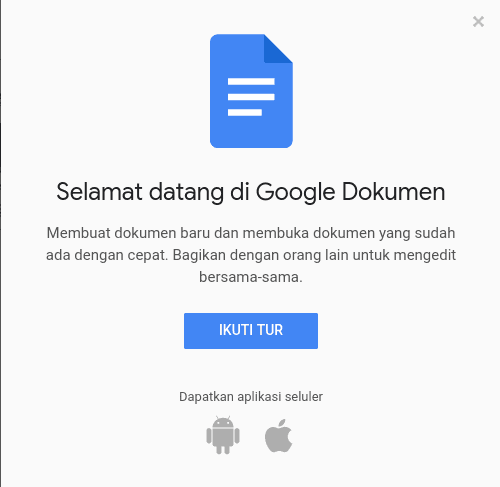 Selamat datang di Google Dokumen
Membuat dokumen baru dan membuka dokumen yang sudah
ada dengan cepat. Bagikan dengan orang lain untuk mengedit
bersama-sama.
IKUTI TUR
Dapatkan aplikasi seluler